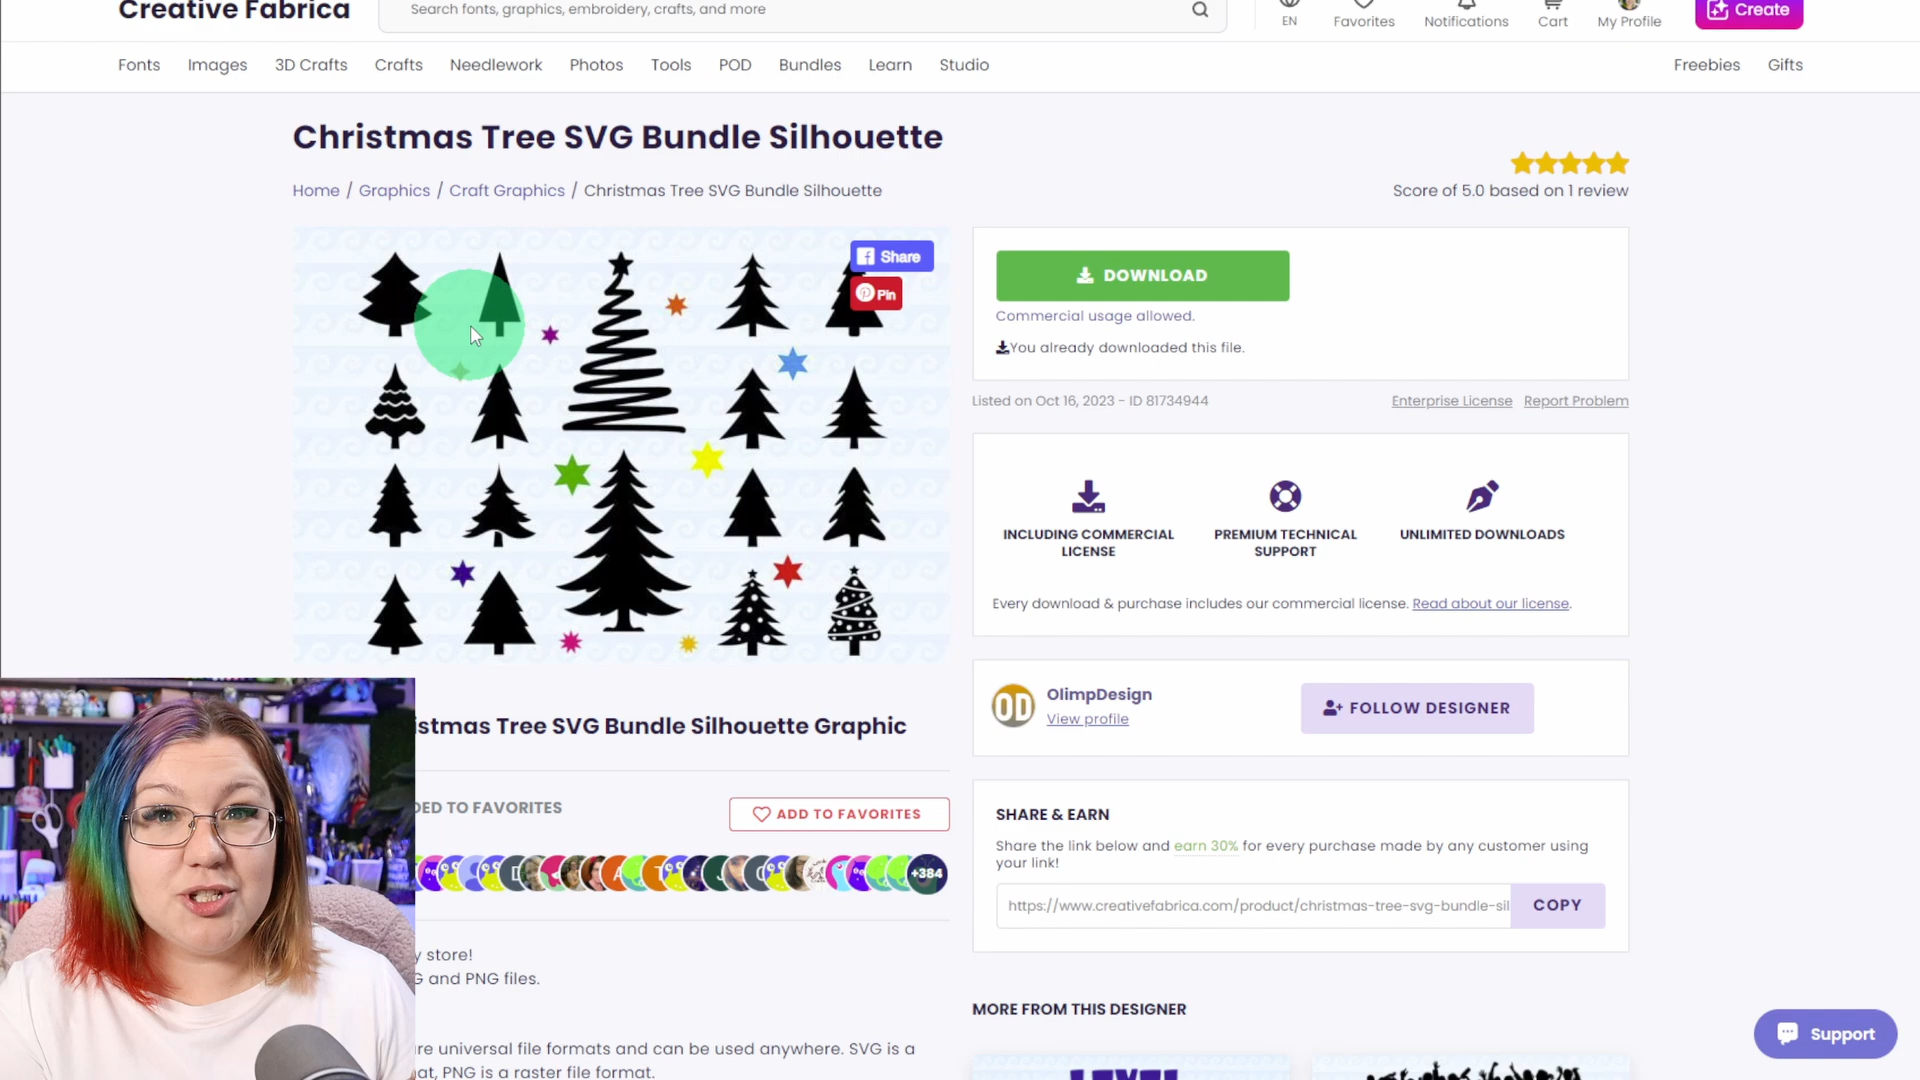 Creative Fabrica
Search fonts, graphics, embroidery, crafts, and more
EN
Favorites
Notifications
Cart
My Profile
Create
Fonts
Images
3D Crafts
Crafts
Needlework
Photos
Tools
POD
Bundles
Learn
Studio
Freebies
Gifts
Christmas Tree SVG Bundle Silhouette
Home / Graphics / Craft Graphics / Christmas Tree SVG Bundle Silhouette
Score of 5.0 based on 1 review
Share
Pin
DOWNLOAD
Commercial usage allowed.
You already downloaded this file.
Listed on Oct 16, 2023 - ID 81734944
Enterprise License
Report Problem
INCLUDING COMMERCIAL
LICENSE
PREMIUM TECHNICAL
SUPPORT
UNLIMITED DOWNLOADS
Every download & purchase includes our commercial license. Read about our license.
OD
OlimpDesign
View profile
FOLLOW DESIGNER
istmas Tree SVG Bundle Silhouette Graphic
DED TO FAVORITES
ADD TO FAVORITES
+384
SHARE & EARN
Share the link below and earn 30% for every purchase made by any customer using
your link!
https://www.creativefabrica.com/product/christmas-tree-svg-bundle-sil
COPY
y store!
G and PNG files.
re universal file formats and can be used anywhere. SVG is a
at, PNG is a raster file format.
MORE FROM THIS DESIGNER
Support